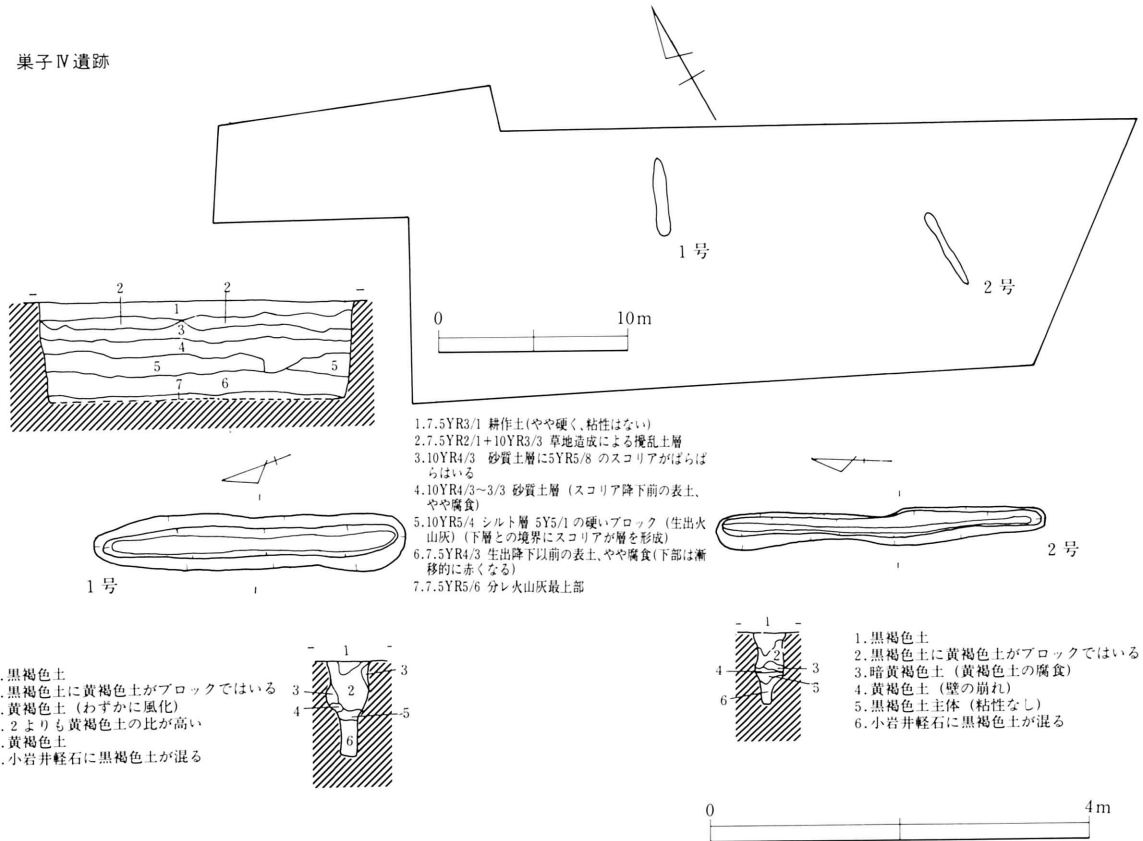 巣子Ⅳ遺跡
1号
2号
0 10m
2 2
1
3
4
5 5
7 6
1.7.5YR3/1 耕作土(やや硬く、粘性はない)
2.7.5YR2/1+10YR3/3 草地造成による攪乱土層
3.10YR4/3 砂質土層に5YR5/8 のスコリアがぱらぱ
らはいる
4.10YR4/3~3/3 砂質土層 (スコリア降下前の表土、
やや腐食)
5.10YR5/4 シルト層 5Y5/1 の硬いブロック (生出火
山灰) (下層との境界にスコリアが層を形成)
6.7.5YR4/3 生出降下以前の表土、やや腐食(下部は漸
移的に赤くなる)
7.7.5YR5/6 分レ火山灰最上部
1号
2号
.黒褐色土
.黒褐色土に黄褐色土がブロックではいる
.黄褐色土 (わずかに風化)
.2よりも黄褐色土の比が高い
.黄褐色土
.小岩井軽石に黒褐色土が混る
1
3
3 2
4 5
6
1
2
4 3
5
6
1.黒褐色土
2.黒褐色土に黄褐色土がブロックではいる
3.暗黄褐色土 (黄褐色土の腐食)
4.黄褐色土 (壁の崩れ)
5.黒褐色土主体 (粘性なし)
6.小岩井軽石に黒褐色土が混る
0 4m